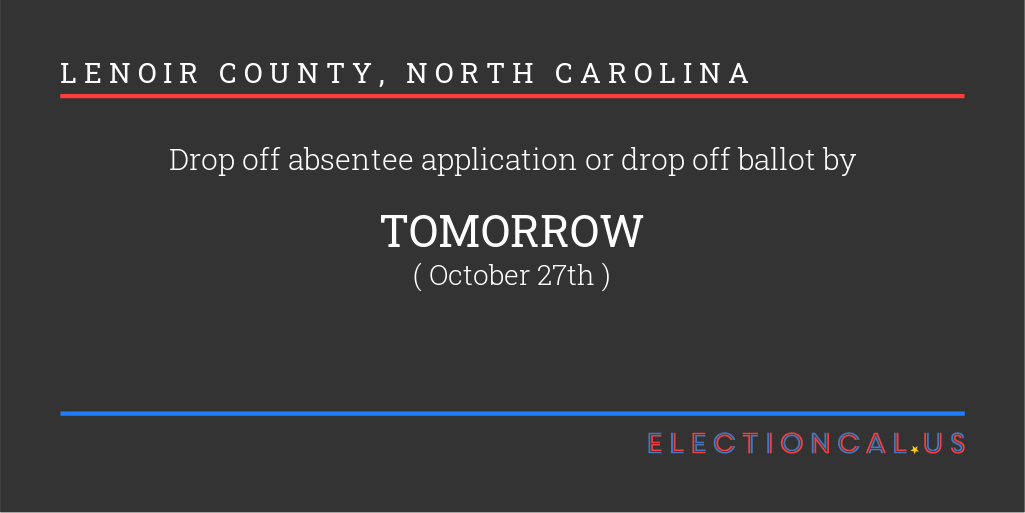 LENOIR COUNTY, NORTH CAROLINA
Drop off absentee application or drop off ballot by
TOMORROW
( October 27th )
ELECTIONCAL.US